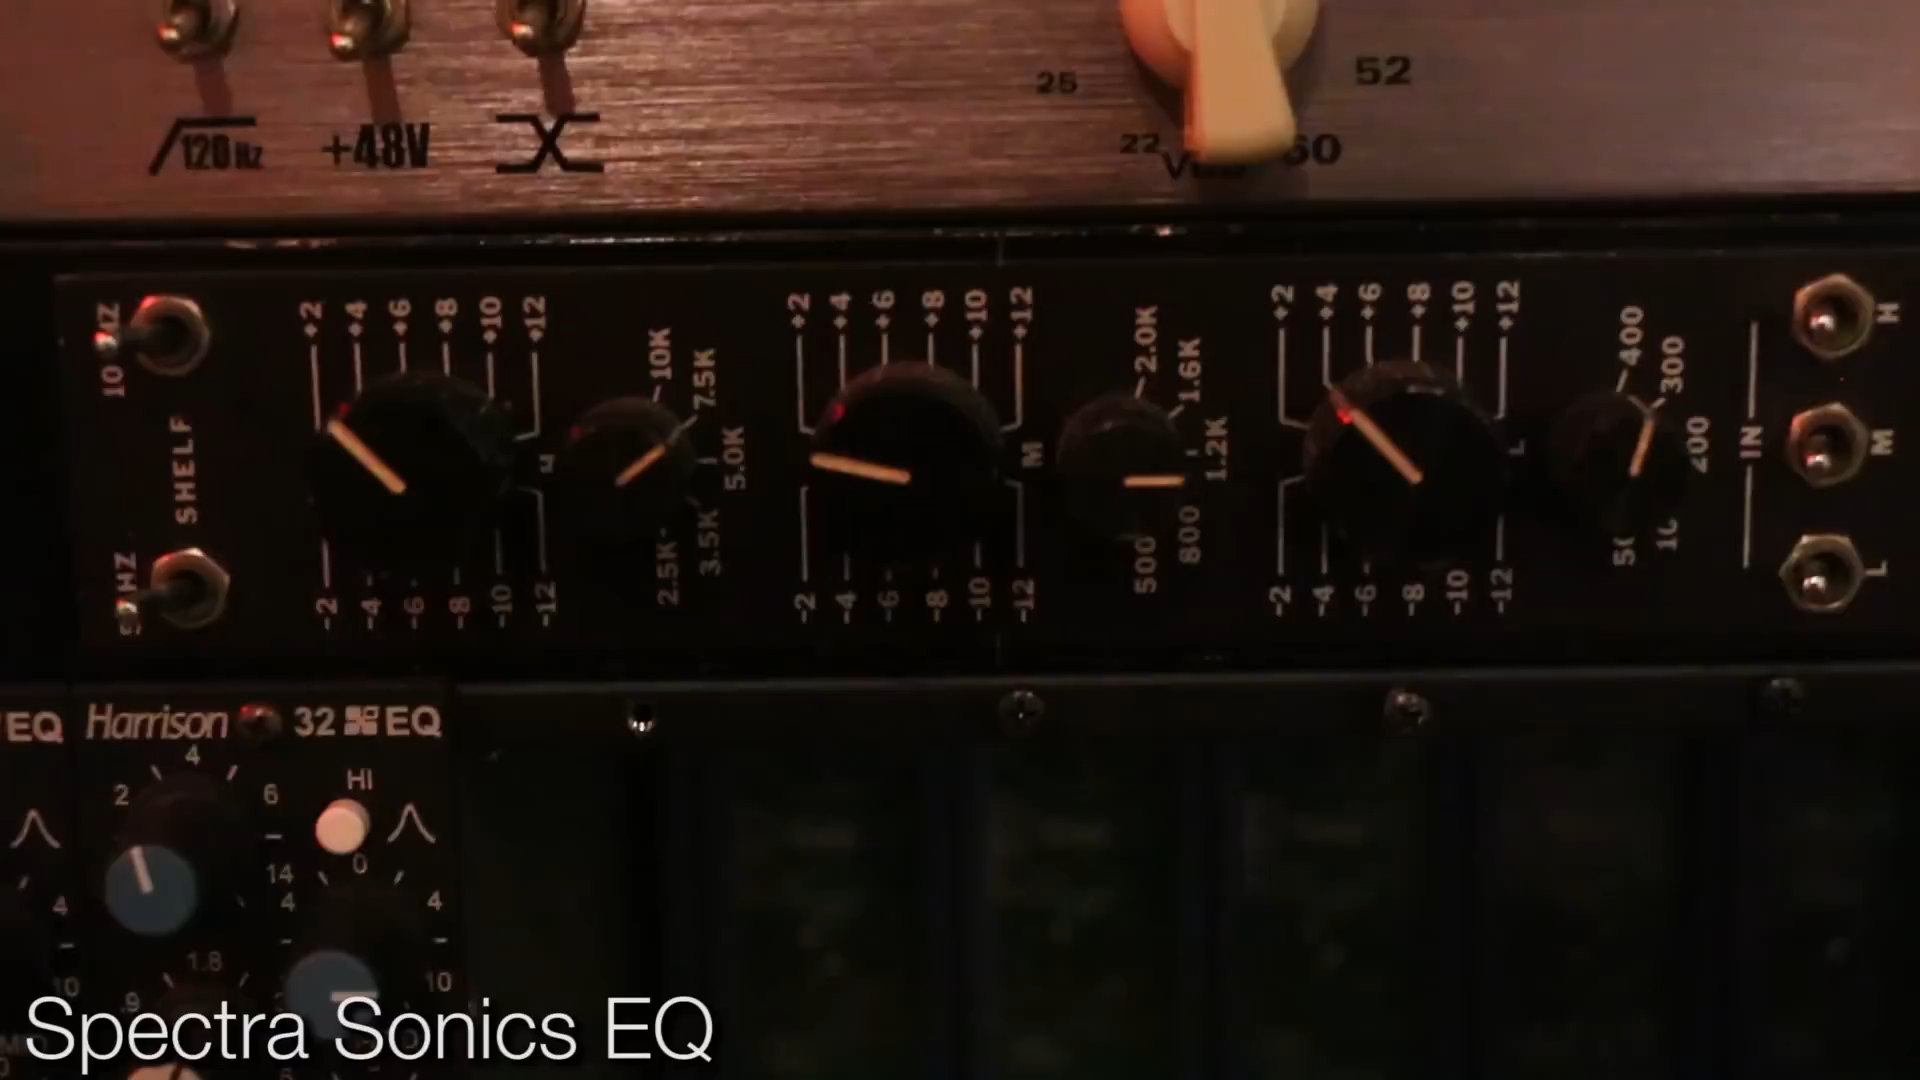 25
52
22
60
120Hz
+48V
+2 +4 +6 +8 +10 +12
+2 +4 +6 +8 +10 +12
+2 +4 +6 +8 +10 +12
SHELF
10K
7.5K
5.0K
3.5K
2.5K
2.0K
1.6K
1.2K
800
500
400
300
200
H
M
L
M
L
IN
H
M
L
-2 -4 -6 -8 -10 -12
-2 -4 -6 -8 -10 -12
-2 -4 -6 -8 -10 -12
EQ
Harrison 32 EQ
HI
4
2
6
0
14
4
4
4
1.8
10
10
.9
Spectra Sonics EQ